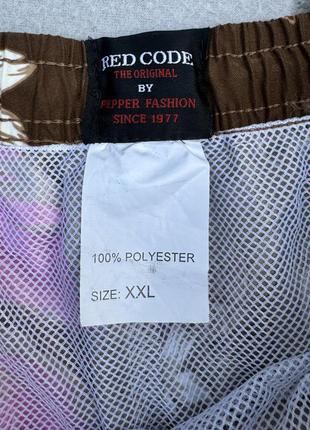 RED CODE
THE ORIGINAL
BY
PEPPER FASHION
SINCE 1977
100% POLYESTER
SIZE: XXL